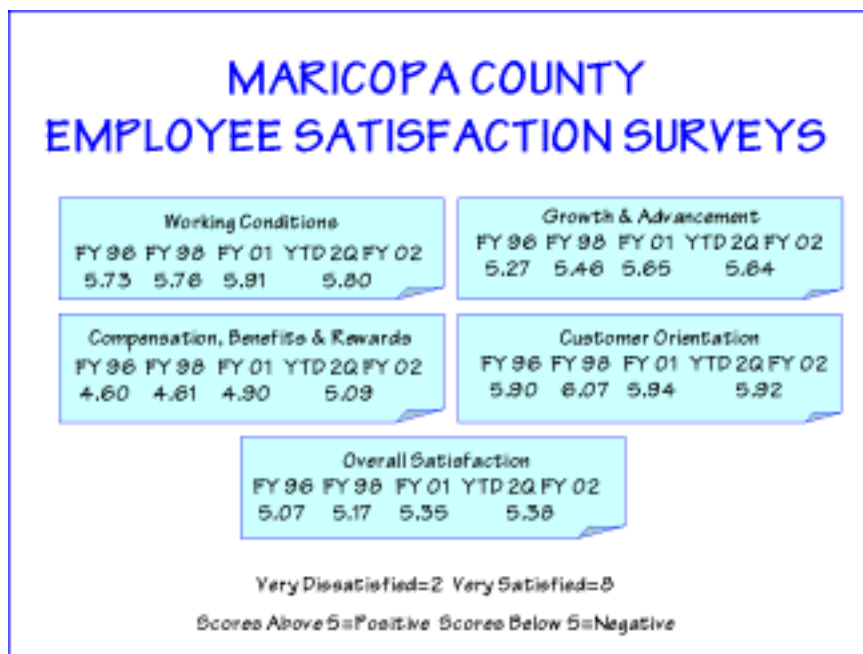 MARICOPA COUNTY
EMPLOYEE SATISFACTION SURVEYS
Working Conditions
FY 96 FY 98 FY 01 YTD 2Q FY 02
5.73 5.76 5.91 5.80
Growth & Advancement
FY 96 FY 98 FY 01 YTD 2Q FY 02
5.27 5.46 5.65 5.64
Compensation, Benefits & Rewards
FY 96 FY 98 FY 01 YTD 2Q FY 02
4.60 4.61 4.90 5.09
Customer Orientation
FY 96 FY 98 FY 01 YTD 2Q FY 02
5.90 6.07 5.94 5.92
Overall Satisfaction
FY 96 FY 98 FY 01 YTD 2Q FY 02
5.07 5.17 5.35 5.38
Very Dissatisfied=2 Very Satisfied=8
Scores Above 5=Positive Scores Below 5=Negative